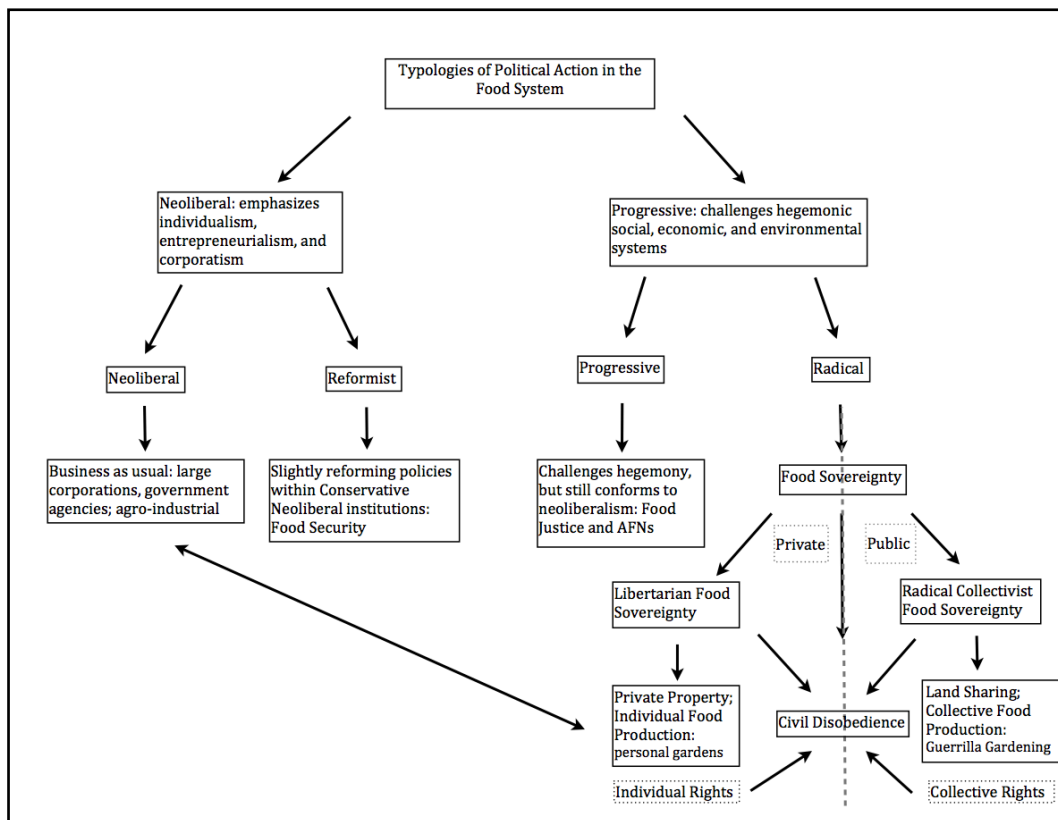 Typologies of Political Action in the
Food System
Neoliberal: emphasizes
individualism,
entrepreneurialism, and
corporatism
Progressive: challenges hegemonic
social, economic, and environmental
systems
Neoliberal
Reformist
Progressive
Radical
Business as usual: large
corporations, government
agencies; agro-industrial
Slightly reforming policies
within Conservative
Neoliberal institutions:
Food Security
Challenges hegemony,
but still conforms to
neoliberalism: Food
Justice and AFNs
Food Sovereignty
Private
Public
Libertarian Food
Sovereignty
Radical Collectivist
Food Sovereignty
Private Property;
Individual Food
Production:
personal gardens
Civil Disobedience
Land Sharing;
Collective Food
Production:
Guerrilla Gardening
Individual Rights
Collective Rights